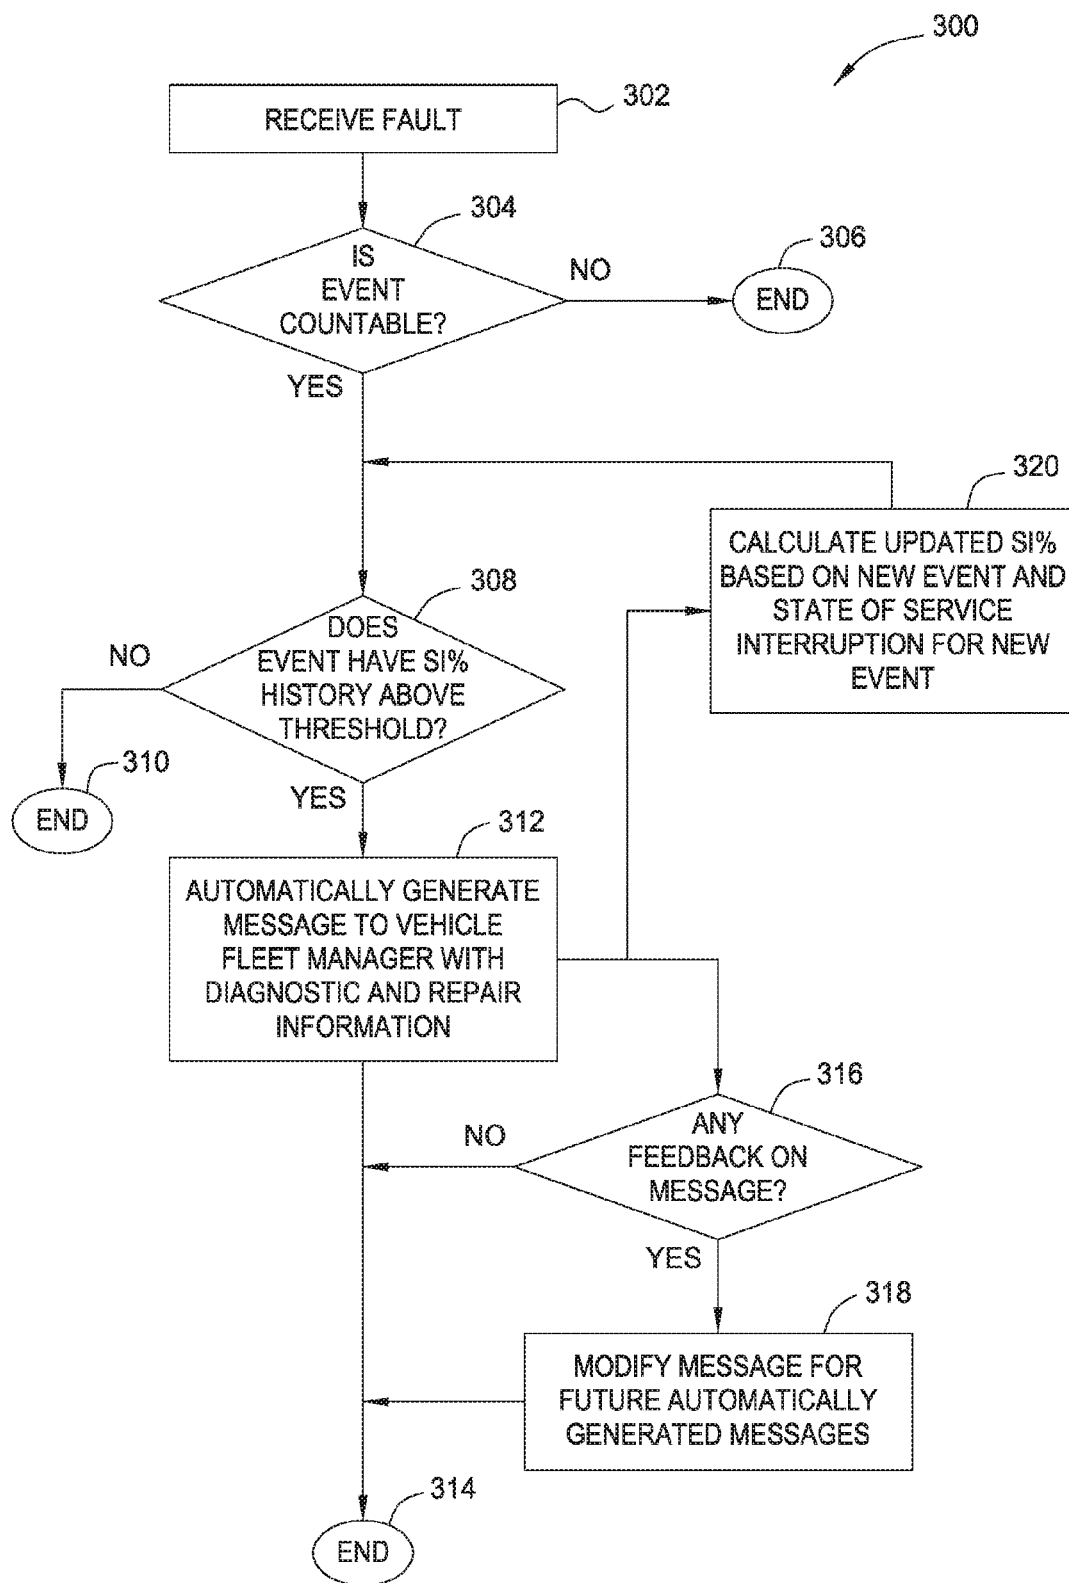 300
RECEIVE FAULT
302
304
IS
EVENT
COUNTABLE?
NO
306
END
YES
320
CALCULATE UPDATED SI%
BASED ON NEW EVENT AND
STATE OF SERVICE
INTERRUPTION FOR NEW
EVENT
308
DOES
EVENT HAVE SI%
HISTORY ABOVE
THRESHOLD?
NO
310
END
YES
312
AUTOMATICALLY GENERATE
MESSAGE TO VEHICLE
FLEET MANAGER WITH
DIAGNOSTIC AND REPAIR
INFORMATION
316
ANY
FEEDBACK ON
MESSAGE?
NO
YES
318
MODIFY MESSAGE FOR
FUTURE AUTOMATICALLY
GENERATED MESSAGES
314
END